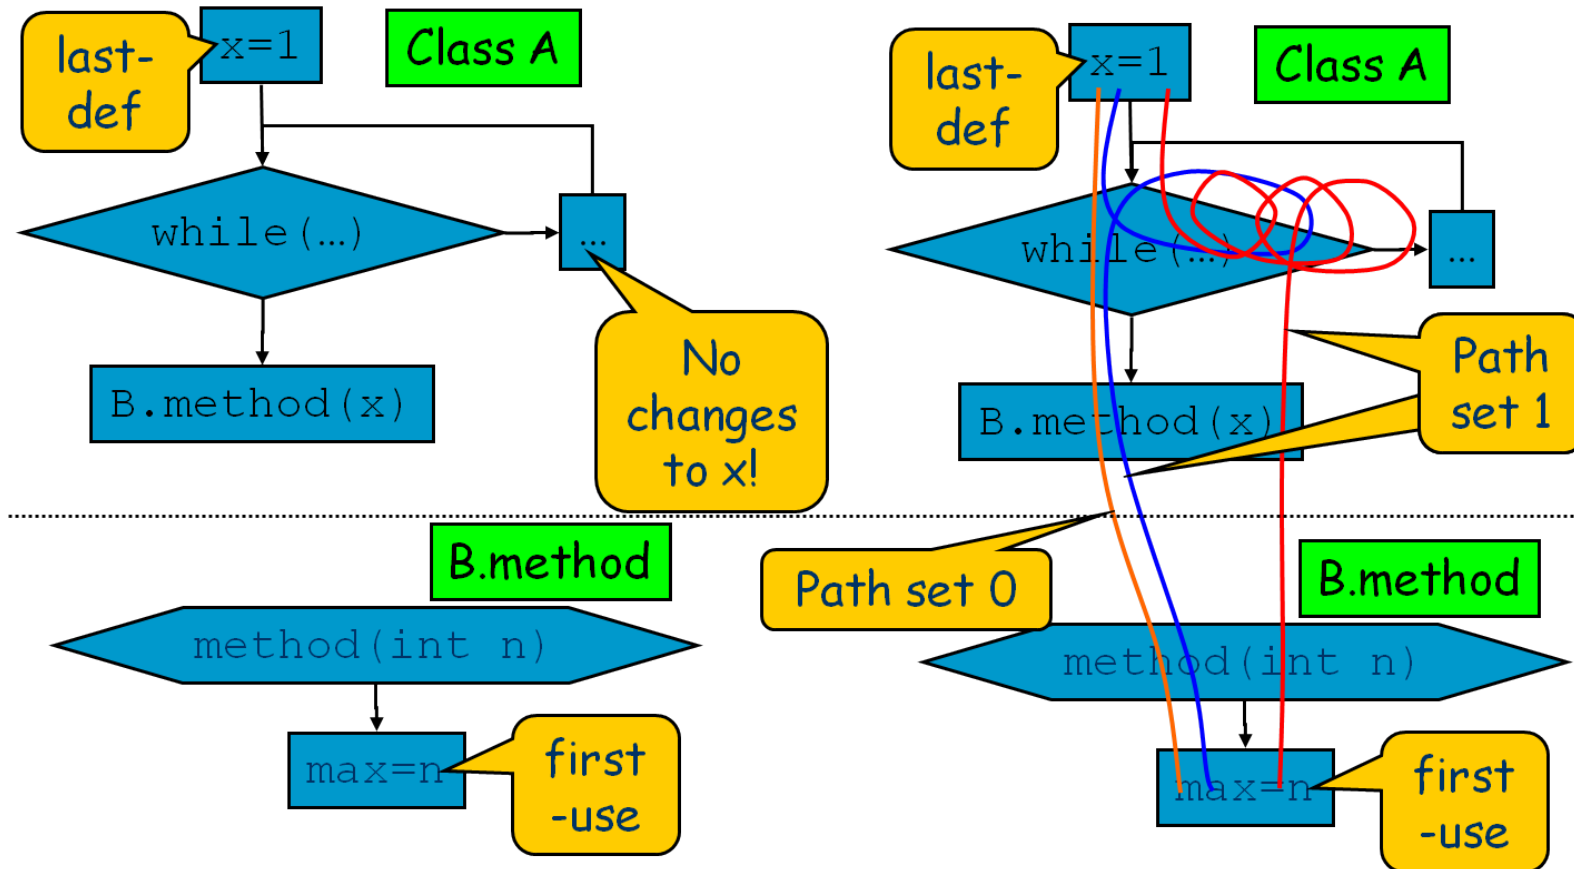 last-
def
x=1
Class A
while(…)
...
No
changes
to x!
B.method(x)
B.method
method(int n)
max=n
first
-use
last-
def
x=1
Class A
while(…)
...
Path
set 1
B.method(x)
Path set 0
B.method
method(int n)
max=n
first
-use